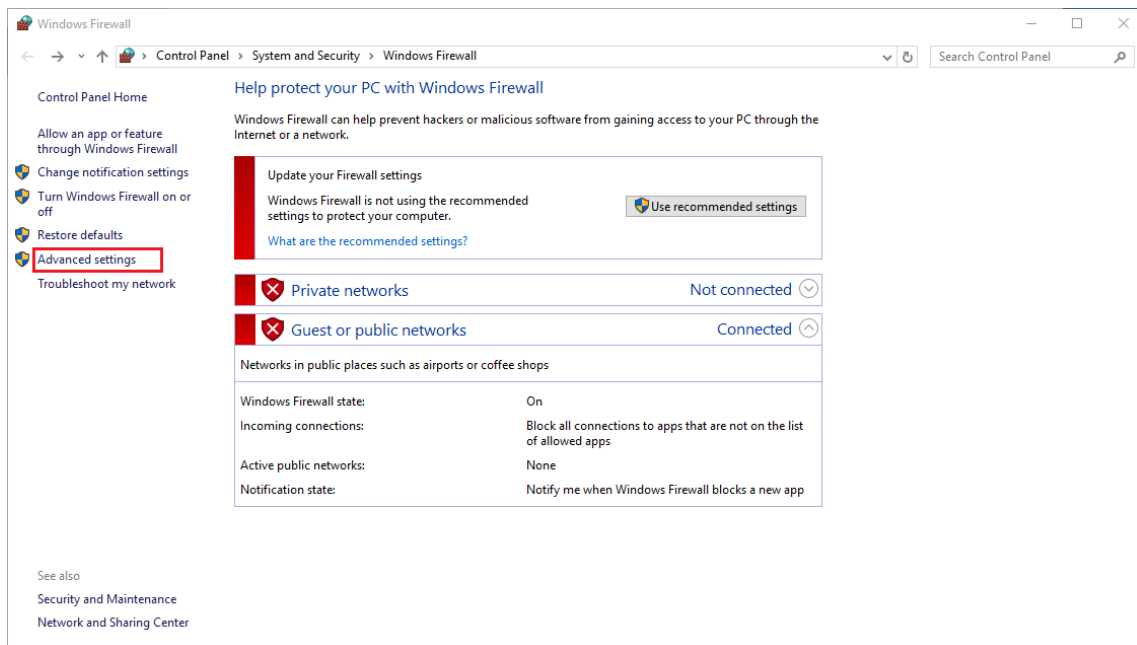 Windows Firewall
Control Panel > System and Security > Windows Firewall
Search Control Panel
Control Panel Home
Allow an app or feature
through Windows Firewall
Change notification settings
Turn Windows Firewall on or
off
Restore defaults
Advanced settings
Troubleshoot my network
Help protect your PC with Windows Firewall
Windows Firewall can help prevent hackers or malicious software from gaining access to your PC through the
Internet or a network.
Update your Firewall settings
Windows Firewall is not using the recommended
settings to protect your computer.
Use recommended settings
What are the recommended settings?
Private networks Not connected
Guest or public networks Connected
Networks in public places such as airports or coffee shops
Windows Firewall state: On
Incoming connections: Block all connections to apps that are not on the list
of allowed apps
Active public networks: None
Notification state: Notify me when Windows Firewall blocks a new app
See also
Security and Maintenance
Network and Sharing Center